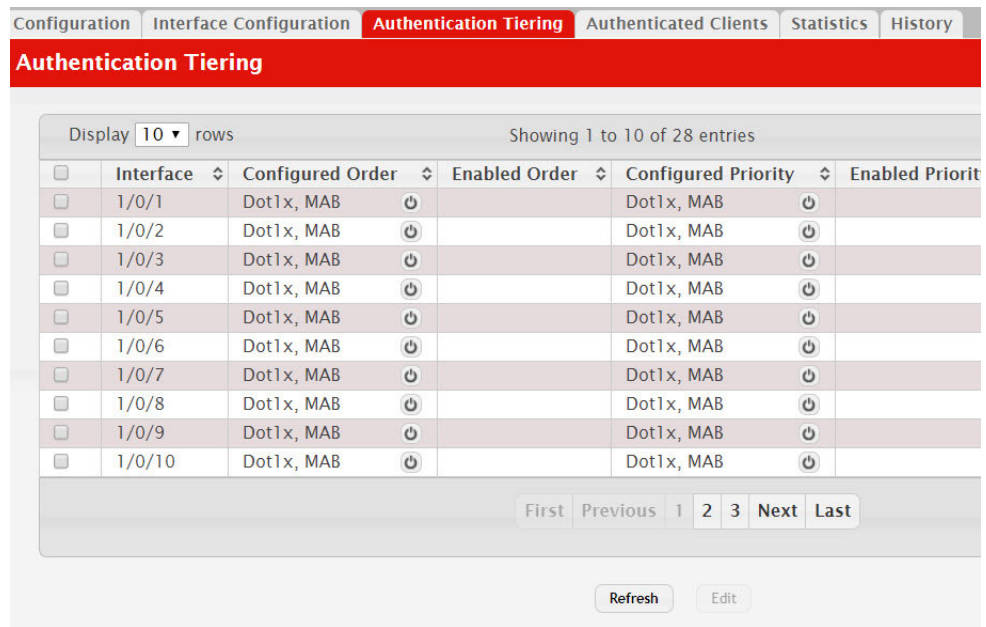 Configuration Interface Configuration Authentication Tiering Authenticated Clients Statistics History
Authentication Tiering
Display 10 rows Showing 1 to 10 of 28 entries
Interface Configured Order Enabled Order Configured Priority Enabled Priorit
1/0/1 Dot1x, MAB Dot1x, MAB
1/0/2 Dot1x, MAB Dot1x, MAB
1/0/3 Dot1x, MAB Dot1x, MAB
1/0/4 Dot1x, MAB Dot1x, MAB
1/0/5 Dot1x, MAB Dot1x, MAB
1/0/6 Dot1x, MAB Dot1x, MAB
1/0/7 Dot1x, MAB Dot1x, MAB
1/0/8 Dot1x, MAB Dot1x, MAB
1/0/9 Dot1x, MAB Dot1x, MAB
1/0/10 Dot1x, MAB Dot1x, MAB
First Previous 1 2 3 Next Last
Refresh Edit